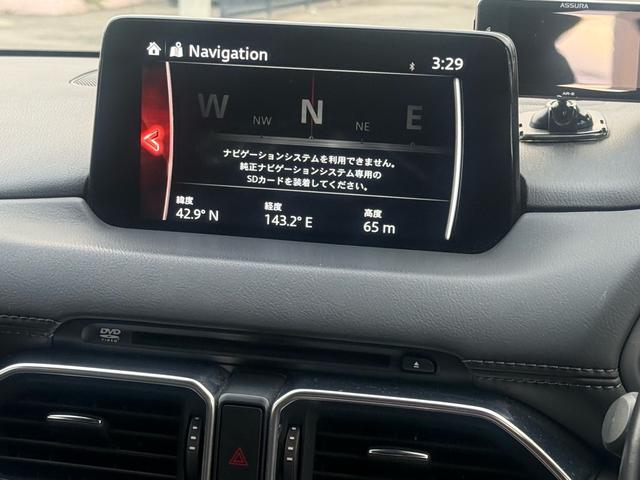 ASSURA
Navigation
3:29
W NW N NE E
ナビゲーションシステムを利用できません。
純正ナビゲーションシステム専用の
SDカードを装着してください。
緯度 経度 高度
42.9° N 143.2° E 65 m
AR-6
DVD
VIDEO